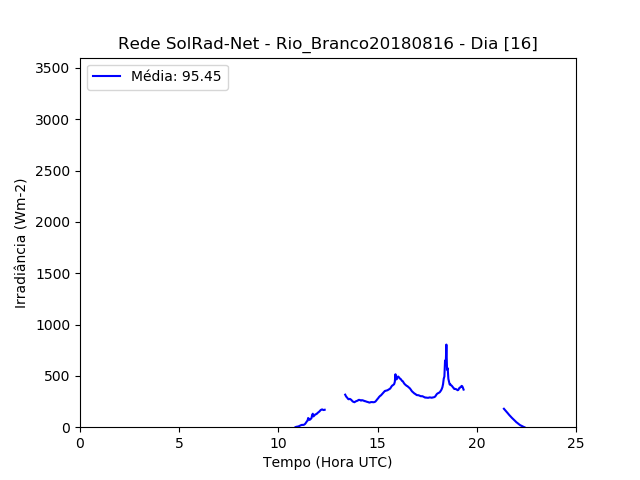 Rede SolRad-Net - Rio_Branco20180816 - Dia [16]
Média: 95.45
3500
3000
2500
2000
1500
1000
500
0
Irradiância (Wm-2)
0 5 10 15 20 25
Tempo (Hora UTC)